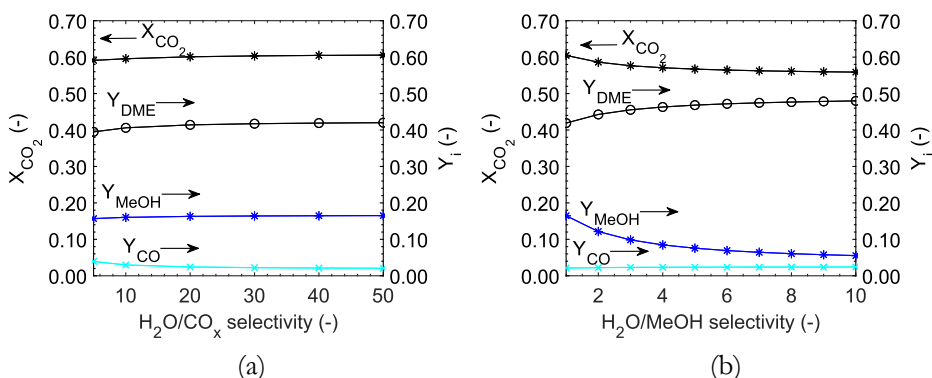 0.70 0.70
X_CO2
0.60 0.60
0.50 0.50
Y_DME
0.40 0.40
X_CO2 (-)
Y_i (-)
0.30 0.30
0.20 0.20
Y_MeOH
0.10 0.10
Y_CO
0.00 0.00
10 20 30 40 50
H2O/COx selectivity (-)
(a)
0.70 0.70
X_CO2
0.60 0.60
0.50 0.50
Y_DME
0.40 0.40
X_CO2 (-)
Y_i (-)
0.30 0.30
0.20 0.20
Y_MeOH
0.10 0.10
Y_CO
0.00 0.00
2 4 6 8 10
H2O/MeOH selectivity (-)
(b)